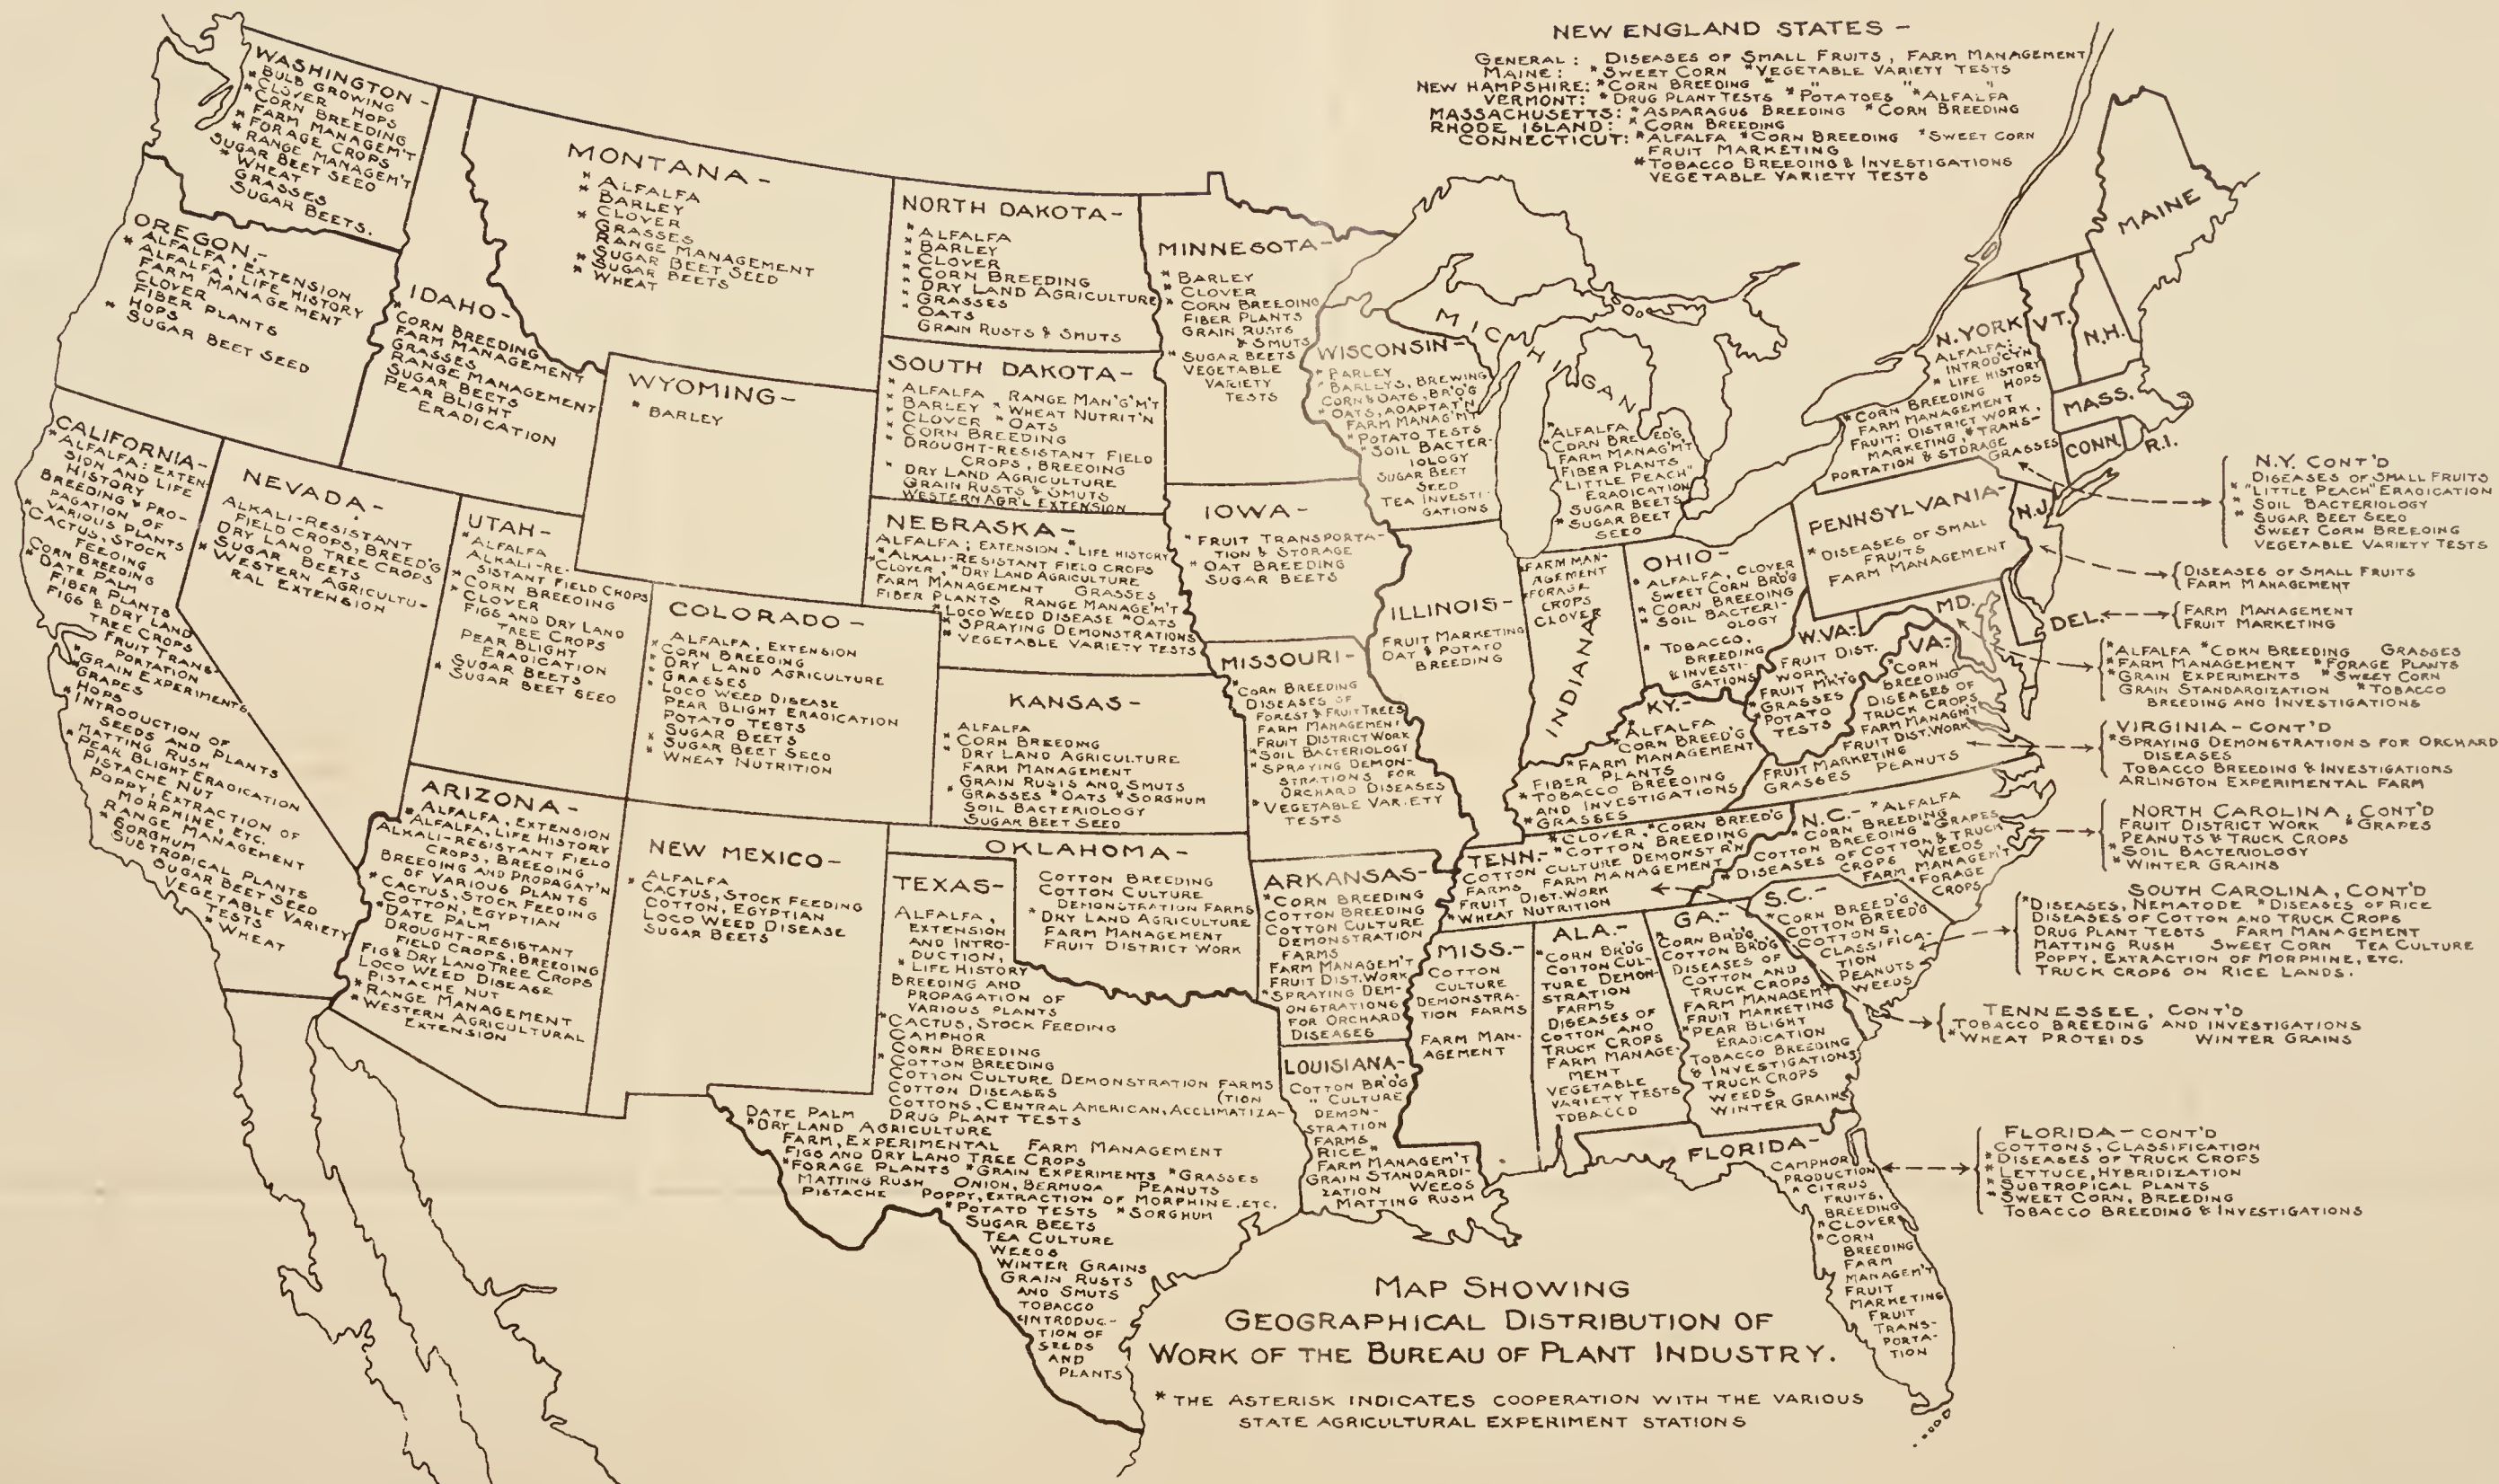 NEW ENGLAND STATES -
GENERAL: DISEASES OF SMALL FRUITS, FARM MANAGEMENT
MAINE: *SWEET CORN *VEGETABLE VARIETY TESTS
NEW HAMPSHIRE: *CORN BREEDING * " " "
VERMONT: *DRUG PLANT TESTS *POTATOES *ALFALFA
MASSACHUSETTS: *ASPARAGUS BREEDING *CORN BREEDING
RHODE ISLAND: *CORN BREEDING
CONNECTICUT: *ALFALFA *CORN BREEDING *SWEET CORN
FRUIT MARKETING
*TOBACCO BREEDING & INVESTIGATIONS
VEGETABLE VARIETY TESTS
WASHINGTON -
* BULB GROWING
* CLOVER HOPS
* CORN BREEDING
* FARM MANAGEM'T
* FORAGE CROPS
* RANGE MANAGEM'T
SUGAR BEET SEED
* WHEAT
GRASSES
SUGAR BEETS.
OREGON. -
* ALFALFA, EXTENSION
ALFALFA, LIFE HISTORY
FARM MANAGEMENT
CLOVER
FIBER PLANTS
* HOPS
* SUGAR BEET SEED
IDAHO -
* CORN BREEDING
FARM MANAGEMENT
GRASSES
RANGE MANAGEMENT
SUGAR BEETS
PEAR BLIGHT
ERADICATION
MONTANA -
* ALFALFA
* BARLEY
* CLOVER
GRASSES
RANGE MANAGEMENT
* SUGAR BEET SEED
* SUGAR BEETS
* WHEAT
WYOMING -
* BARLEY
NORTH DAKOTA -
* ALFALFA
* BARLEY
* CLOVER
* CORN BREEDING
* DRY LAND AGRICULTURE
* GRASSES
* OATS
GRAIN RUSTS & SMUTS
SOUTH DAKOTA -
* ALFALFA RANGE MAN'G'M'T
* BARLEY * WHEAT NUTRIT'N
* CLOVER * OATS
* CORN BREEDING
* DROUGHT-RESISTANT FIELD
CROPS, BREEDING
* DRY LAND AGRICULTURE
GRAIN RUSTS & SMUTS
WESTERN AGR'L EXTENSION
NEBRASKA -
ALFALFA; EXTENSION. * LIFE HISTORY
*ALKALI-RESISTANT FIELD CROPS
*CLOVER, *DRY LAND AGRICULTURE
FARM MANAGEMENT GRASSES
FIBER PLANTS RANGE MANAGE'M'T
*LOCO WEED DISEASE *OATS
* SPRAYING DEMONSTRATIONS
* VEGETABLE VARIETY TESTS
KANSAS -
ALFALFA
* CORN BREEDING
* DRY LAND AGRICULTURE
FARM MANAGEMENT
GRAIN RUSTS AND SMUTS
* GRASSES *OATS *SORGHUM
SOIL BACTERIOLOGY
SUGAR BEET SEED
OKLAHOMA -
COTTON BREEDING
COTTON CULTURE
DEMONSTRATION FARMS
* DRY LAND AGRICULTURE
FARM MANAGEMENT
FRUIT DISTRICT WORK
TEXAS -
ALFALFA,
EXTENSION
AND INTRO-
DUCTION,
* LIFE HISTORY
BREEDING AND
PROPAGATION OF
VARIOUS PLANTS
*CACTUS, STOCK FEEDING
CAMPHOR
CORN BREEDING
* COTTON BREEDING
COTTON CULTURE DEMONSTRATION FARMS
COTTON DISEASES (TION
COTTONS, CENTRAL AMERICAN, ACCLIMATIZA-
DATE PALM DRUG PLANT TESTS
*DRY LAND AGRICULTURE
FARM, EXPERIMENTAL FARM MANAGEMENT
FIGS AND DRY LAND TREE CROPS
*FORAGE PLANTS *GRAIN EXPERIMENTS *GRASSES
MATTING RUSH ONION, BERMUDA PEANUTS
PISTACHE POPPY, EXTRACTION OF MORPHINE, ETC.
*POTATO TESTS *SORGHUM
SUGAR BEETS
TEA CULTURE
WEEDS
WINTER GRAINS
GRAIN RUSTS
AND SMUTS
TOBACCO
INTRODUC-
TION OF
SEEDS
AND
PLANTS
CALIFORNIA -
*ALFALFA: EXTEN-
SION AND LIFE
HISTORY
BREEDING & PRO-
PAGATION OF
VARIOUS PLANTS
*CACTUS, STOCK
FEEDING
CORN BREEDING
*DATE PALM
FIBER PLANTS
FIGS & DRY LAND
TREE CROPS
FRUIT TRANS-
PORTATION
*GRAIN EXPERIMENTS
*GRAPES
*HOPS
INTRODUCTION OF
SEEDS AND PLANTS
MATTING RUSH
*PEAR BLIGHT ERADICATION
PISTACHE NUT
POPPY, EXTRACTION OF
MORPHINE, ETC.
RANGE MANAGEMENT
*SORGHUM
SUBTROPICAL PLANTS
SUGAR BEET SEED
VEGETABLE VARIETY
TESTS
* WHEAT
NEVADA -
ALKALI-RESISTANT
FIELD CROPS, BREED'G
DRY LAND TREE CROPS
* SUGAR BEETS
* WESTERN AGRICULTU-
RAL EXTENSION
UTAH -
*ALFALFA
ALKALI-RE-
SISTANT FIELD CROPS
* CORN BREEDING
* CLOVER
FIGS AND DRY LAND
TREE CROPS
PEAR BLIGHT
ERADICATION
* SUGAR BEETS
* SUGAR BEET SEED
COLORADO -
* ALFALFA, EXTENSION
* CORN BREEDING
* DRY LAND AGRICULTURE
* GRASSES
* LOCO WEED DISEASE
PEAR BLIGHT ERADICATION
POTATO TESTS
SUGAR BEETS
* SUGAR BEET SEED
* WHEAT NUTRITION
ARIZONA -
* ALFALFA, EXTENSION
*ALFALFA, LIFE HISTORY
ALKALI-RESISTANT FIELD
CROPS, BREEDING
BREEDING AND PROPAGAT'N
OF VARIOUS PLANTS
* CACTUS, STOCK FEEDING
COTTON, EGYPTIAN
*DATE PALM
DROUGHT-RESISTANT
FIELD CROPS, BREEDING
FIG & DRY LAND TREE CROPS
LOCO WEED DISEASE
* PISTACHE NUT
* RANGE MANAGEMENT
* WESTERN AGRICULTURAL
EXTENSION
NEW MEXICO -
ALFALFA
* CACTUS, STOCK FEEDING
COTTON, EGYPTIAN
LOCO WEED DISEASE
SUGAR BEETS
MINNESOTA -
* BARLEY
* CLOVER
* CORN BREEDING
FIBER PLANTS
GRAIN RUSTS
& SMUTS
* SUGAR BEETS
VEGETABLE
VARIETY
TESTS
WISCONSIN -
* BARLEY
* BARLEYS, BREWING
CORN & OATS, BR'D'G
* OATS, ADAPTAT'N
FARM MANAG'M'T
* POTATO TESTS
* SOIL BACTER-
IOLOGY
SUGAR BEET
SEED
TEA INVESTI-
GATIONS
MICHIGAN
*ALFALFA
*CORN BREED'G
FARM MANAG'M'T
FIBER PLANTS
"LITTLE PEACH"
ERADICATION
SUGAR BEETS
* SUGAR BEET
SEED
IOWA -
* FRUIT TRANSPORTA-
TION & STORAGE
* OAT BREEDING
SUGAR BEETS
MISSOURI -
*CORN BREEDING
DISEASES OF
FOREST & FRUIT TREES
FARM MANAGEMENT
FRUIT DISTRICT WORK
*SOIL BACTERIOLOGY
* SPRAYING DEMON-
STRATIONS FOR
ORCHARD DISEASES
* VEGETABLE VARIETY
TESTS
ILLINOIS -
FRUIT MARKETING
OAT & POTATO
BREEDING
INDIANA
FARM MAN-
AGEMENT
*FORAGE
CROPS
CLOVER
OHIO -
* ALFALFA, CLOVER
SWEET CORN BR'D'G
* CORN BREEDING
* SOIL BACTERI-
OLOGY
* TOBACCO,
BREEDING
& INVESTI-
GATIONS
KY. -
*ALFALFA
*CORN BREED'G
*FARM MANAGEMENT
FIBER PLANTS
* TOBACCO BREEDING
AND INVESTIGATIONS
* GRASSES
W.VA. -
FRUIT DIST.
WORK
FRUIT MKT'G
*GRASSES
*POTATO
TESTS
VA. -
*CORN
BREEDING
DISEASES OF
TRUCK CROPS
FARM MANAGM'T
FRUIT DIST. WORK
FRUIT MARKETING
GRASSES PEANUTS
MD.
PENNSYLVANIA -
* DISEASES OF SMALL
FRUITS
FARM MANAGEMENT
N.J.
DEL.
N.YORK
ALFALFA:
INTROD'CT'N
* LIFE HISTORY
HOPS
*CORN BREEDING
FARM MANAGEMENT
FRUIT: DISTRICT WORK,
MARKETING, *TRANS-
PORTATION & STORAGE
GRASSES
VT.
N.H.
MAINE
MASS.
CONN.
R.I.
N.Y. CONT'D
DISEASES OF SMALL FRUITS
* "LITTLE PEACH" ERADICATION
* SOIL BACTERIOLOGY
* SUGAR BEET SEED
SWEET CORN BREEDING
VEGETABLE VARIETY TESTS
DISEASES OF SMALL FRUITS
FARM MANAGEMENT
FARM MANAGEMENT
FRUIT MARKETING
*ALFALFA *CORN BREEDING GRASSES
*FARM MANAGEMENT *FORAGE PLANTS
*GRAIN EXPERIMENTS *SWEET CORN
GRAIN STANDARDIZATION *TOBACCO
BREEDING AND INVESTIGATIONS
VIRGINIA - CONT'D
*SPRAYING DEMONSTRATIONS FOR ORCHARD
DISEASES
TOBACCO BREEDING & INVESTIGATIONS
ARLINGTON EXPERIMENTAL FARM
TENN. -
*CLOVER. *CORN BREED'G
*COTTON BREEDING
COTTON CULTURE DEMONSTR'N
FARMS FARM MANAGEMENT
FRUIT DIST. WORK
*WHEAT NUTRITION
N.C. -
*ALFALFA
*CORN BREEDING
COTTON BREEDING *GRAPES
*DISEASES OF COTTON & TRUCK
CROPS WEEDS
FARM MANAGEM'T
*FORAGE
CROPS
NORTH CAROLINA, CONT'D
FRUIT DISTRICT WORK *GRAPES
PEANUTS & TRUCK CROPS
*SOIL BACTERIOLOGY
*WINTER GRAINS
S.C. -
*CORN BREED'G
COTTON BREED'G
COTTONS,
CLASSIFICA-
TION
PEANUTS
WEEDS
SOUTH CAROLINA, CONT'D
*DISEASES, NEMATODE *DISEASES OF RICE
DISEASES OF COTTON AND TRUCK CROPS
DRUG PLANT TESTS FARM MANAGEMENT
MATTING RUSH SWEET CORN TEA CULTURE
POPPY, EXTRACTION OF MORPHINE, ETC.
TRUCK CROPS ON RICE LANDS.
TENNESSEE, CONT'D
TOBACCO BREEDING AND INVESTIGATIONS
*WHEAT PROTEIDS WINTER GRAINS
ARKANSAS -
*CORN BREEDING
COTTON BREEDING
COTTON CULTURE
DEMONSTRATION
FARMS
FARM MANAGEM'T
FRUIT DIST. WORK
*SPRAYING DEM-
ONSTRATIONS
FOR ORCHARD
DISEASES
LOUISIANA -
COTTON BR'D'G
" CULTURE
DEMON-
STRATION
FARMS
RICE *
FARM MANAGEM'T
GRAIN STANDARDI-
ZATION WEEDS
MATTING RUSH
MISS. -
COTTON
CULTURE
DEMONSTRA-
TION FARMS
FARM MAN-
AGEMENT
ALA. -
*CORN BR'D'G
COTTON CUL-
TURE DEMON-
STRATION
FARMS
DISEASES OF
COTTON AND
TRUCK CROPS
FARM MANAGE-
MENT
VEGETABLE
VARIETY TESTS
TOBACCO
GA. -
*CORN BR'D'G
COTTON BR'D'G
DISEASES OF
COTTON AND
TRUCK CROPS
FARM MANAGEM'T
FRUIT MARKETING
*PEAR BLIGHT
ERADICATION
TOBACCO BREEDING
& INVESTIGATIONS
TRUCK CROPS
WEEDS
WINTER GRAINS
FLORIDA -
CAMPHOR
PRODUCTION
* CITRUS
FRUITS,
BREEDING
*CLOVER
*CORN
BREEDING
FARM
MANAGEM'T
FRUIT
MARKETING
FRUIT
TRANS-
PORTA-
TION
FLORIDA - CONT'D
COTTONS, CLASSIFICATION
*DISEASES OF TRUCK CROPS
*LETTUCE, HYBRIDIZATION
*SUBTROPICAL PLANTS
*SWEET CORN, BREEDING
TOBACCO BREEDING & INVESTIGATIONS
MAP SHOWING
GEOGRAPHICAL DISTRIBUTION OF
WORK OF THE BUREAU OF PLANT INDUSTRY.
* THE ASTERISK INDICATES COOPERATION WITH THE VARIOUS
STATE AGRICULTURAL EXPERIMENT STATIONS